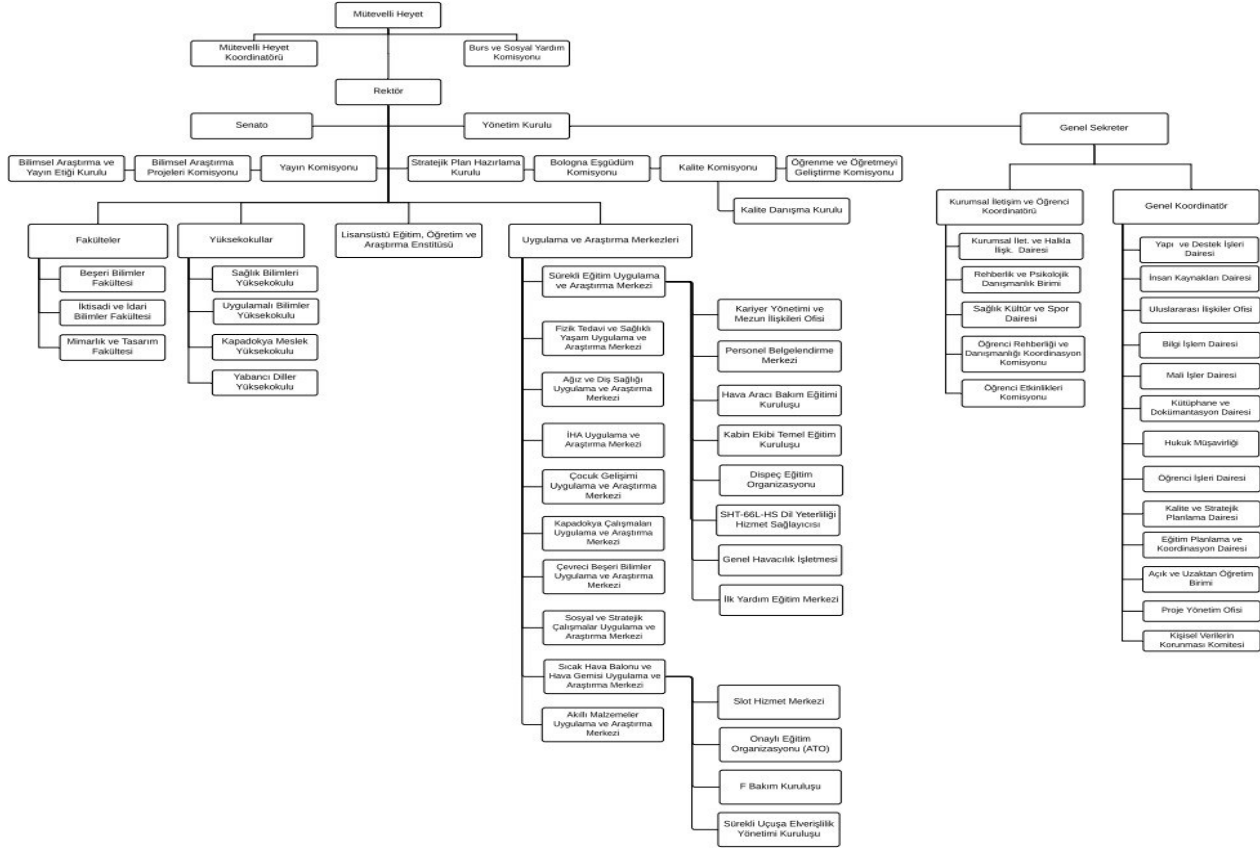 Mütevelli Heyet
Mütevelli Heyet
Koordinatörü
Burs ve Sosyal Yardım
Komisyonu
Rektör
Senato
Yönetim Kurulu
Genel Sekreter
Bilimsel Araştırma ve
Yayın Etiği Kurulu
Bilimsel Araştırma
Projeleri Komisyonu
Yayın Komisyonu
Stratejik Plan Hazırlama
Kurulu
Bologna Eşgüdüm
Komisyonu
Kalite Komisyonu
Öğrenme ve Öğretmeyi
Geliştirme Komisyonu
Kalite Danışma Kurulu
Fakülteler
Beşeri Bilimler
Fakültesi
İktisadi ve İdari
Bilimler Fakültesi
Mimarlık ve Tasarım
Fakültesi
Yüksekokullar
Sağlık Bilimleri
Yüksekokulu
Uygulamalı Bilimler
Yüksekokulu
Kapadokya Meslek
Yüksekokulu
Yabancı Diller
Yüksekokulu
Lisansüstü Eğitim, Öğretim ve
Araştırma Enstitüsü
Uygulama ve Araştırma Merkezleri
Sürekli Eğitim Uygulama
ve Araştırma Merkezi
Fizik Tedavi ve Sağlıklı
Yaşam Uygulama ve
Araştırma Merkezi
Ağız ve Diş Sağlığı
Uygulama ve Araştırma
Merkezi
İHA Uygulama ve
Araştırma Merkezi
Çocuk Gelişimi
Uygulama ve Araştırma
Merkezi
Kapadokya Çalışmaları
Uygulama ve Araştırma
Merkezi
Çevreci Beşeri Bilimler
Uygulama ve Araştırma
Merkezi
Sosyal ve Stratejik
Çalışmalar Uygulama ve
Araştırma Merkezi
Sıcak Hava Balonu ve
Hava Gemisi Uygulama ve
Araştırma Merkezi
Akıllı Malzemeler
Uygulama ve Araştırma
Merkezi
Kariyer Yönetimi ve
Mezun İlişkileri Ofisi
Personel Belgelendirme
Merkezi
Hava Aracı Bakım Eğitimi
Kuruluşu
Kabin Ekibi Temel Eğitim
Kuruluşu
Dispeç Eğitim
Organizasyonu
SHT-66L-HS Dil Yeterliliği
Hizmet Sağlayıcısı
Genel Havacılık İşletmesi
İlk Yardım Eğitim Merkezi
Slot Hizmet Merkezi
Onaylı Eğitim
Organizasyonu (ATO)
F Bakım Kuruluşu
Sürekli Uçuşa Elverişlilik
Yönetimi Kuruluşu
Kurumsal İletişim ve Öğrenci
Koordinatörü
Kurumsal İlet. ve Halkla
İlişk. Dairesi
Rehberlik ve Psikolojik
Danışmanlık Birimi
Sağlık Kültür ve Spor
Dairesi
Öğrenci Rehberliği ve
Danışmanlığı Koordinasyon
Komisyonu
Öğrenci Etkinlikleri
Komisyonu
Genel Koordinatör
Yapı ve Destek İşleri
Dairesi
İnsan Kaynakları Dairesi
Uluslararası İlişkiler Ofisi
Bilgi İşlem Dairesi
Mali İşler Dairesi
Kütüphane ve
Dokümantasyon Dairesi
Hukuk Müşavirliği
Öğrenci İşleri Dairesi
Kalite ve Stratejik
Planlama Dairesi
Eğitim Planlama ve
Koordinasyon Dairesi
Açık ve Uzaktan Öğretim
Birimi
Proje Yönetim Ofisi
Kişisel Verilerin
Korunması Komitesi